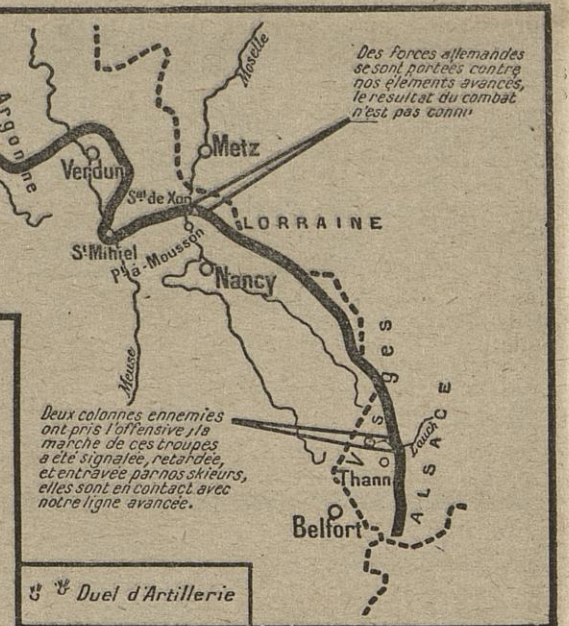 Des forces allemandes
se sont portées contre
nos éléments avancés,
le resultat du combat
n'est pas connu
Moselle
Argonne
Metz
Verdun
Sal de Xon
LORRAINE
St Mihiel
Pt-à-Mousson
Nancy
Meuse
Vosges
Deux colonnes ennemies
ont pris l'offensive, la
marche de ces troupes
a été signalée, retardée,
et entravée par nos skieurs,
elles sont en contact avec
notre ligne avancée.
Lauch
Thann
ALSACE
Belfort
Duel d'Artillerie